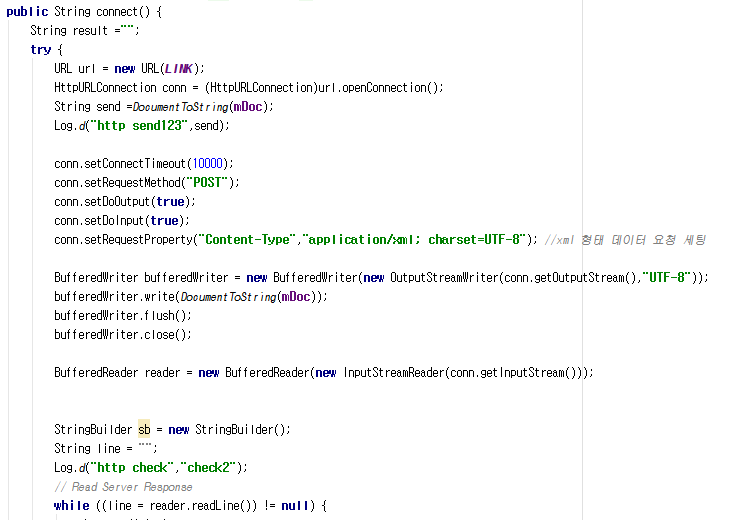 public String connect() {
String result ="";
try {
URL url = new URL(LINK);
HttpURLConnection conn = (HttpURLConnection)url.openConnection();
String send =DocumentToString(mDoc);
Log.d("http send123",send);
conn.setConnectTimeout(10000);
conn.setRequestMethod("POST");
conn.setDoOutput(true);
conn.setDoInput(true);
conn.setRequestProperty("Content-Type","application/xml; charset=UTF-8"); //xml 형태 데이터 요청 세팅
BufferedWriter bufferedWriter = new BufferedWriter(new OutputStreamWriter(conn.getOutputStream(),"UTF-8"));
bufferedWriter.write(DocumentToString(mDoc));
bufferedWriter.flush();
bufferedWriter.close();
BufferedReader reader = new BufferedReader(new InputStreamReader(conn.getInputStream()));
StringBuilder sb = new StringBuilder();
String line = "";
Log.d("http check","check2");
// Read Server Response
while ((line = reader.readLine()) != null) {